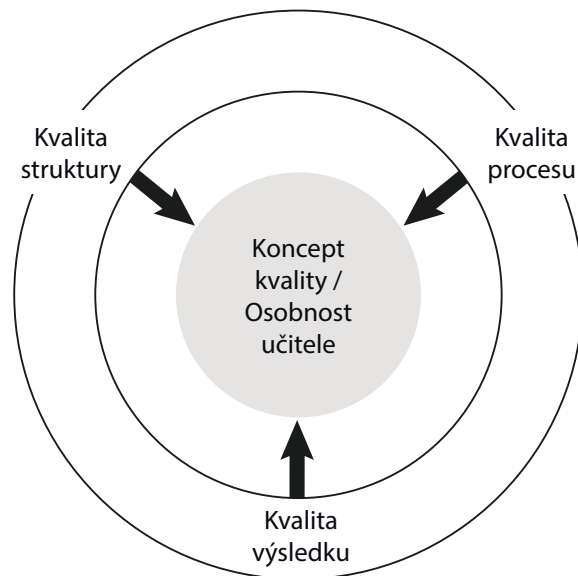 Kvalita
struktury
Kvalita
procesu
Koncept
kvality /
Osobnost
učitele
Kvalita
výsledku